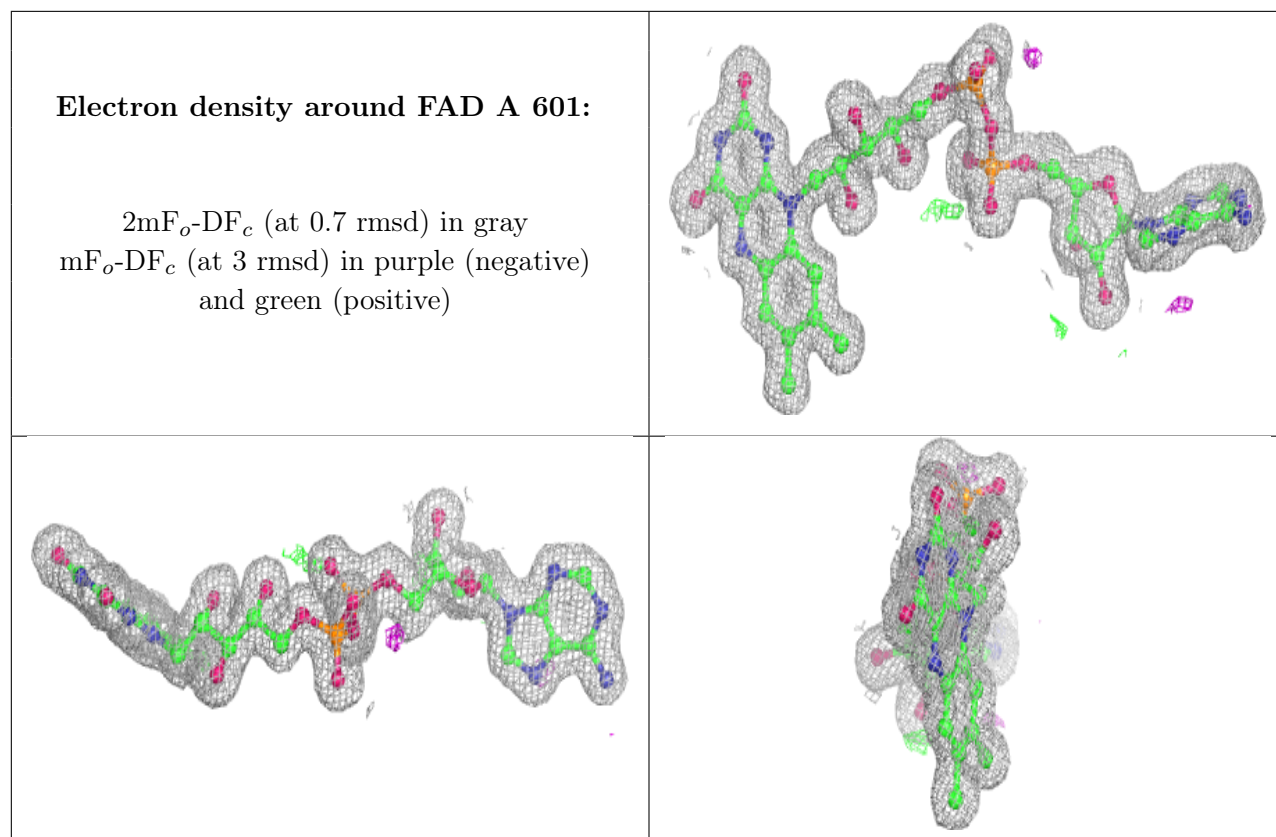 Electron density around FAD A 601:
2mFₒ-DF𝒸 (at 0.7 rmsd) in gray
mFₒ-DF𝒸 (at 3 rmsd) in purple (negative)
and green (positive)